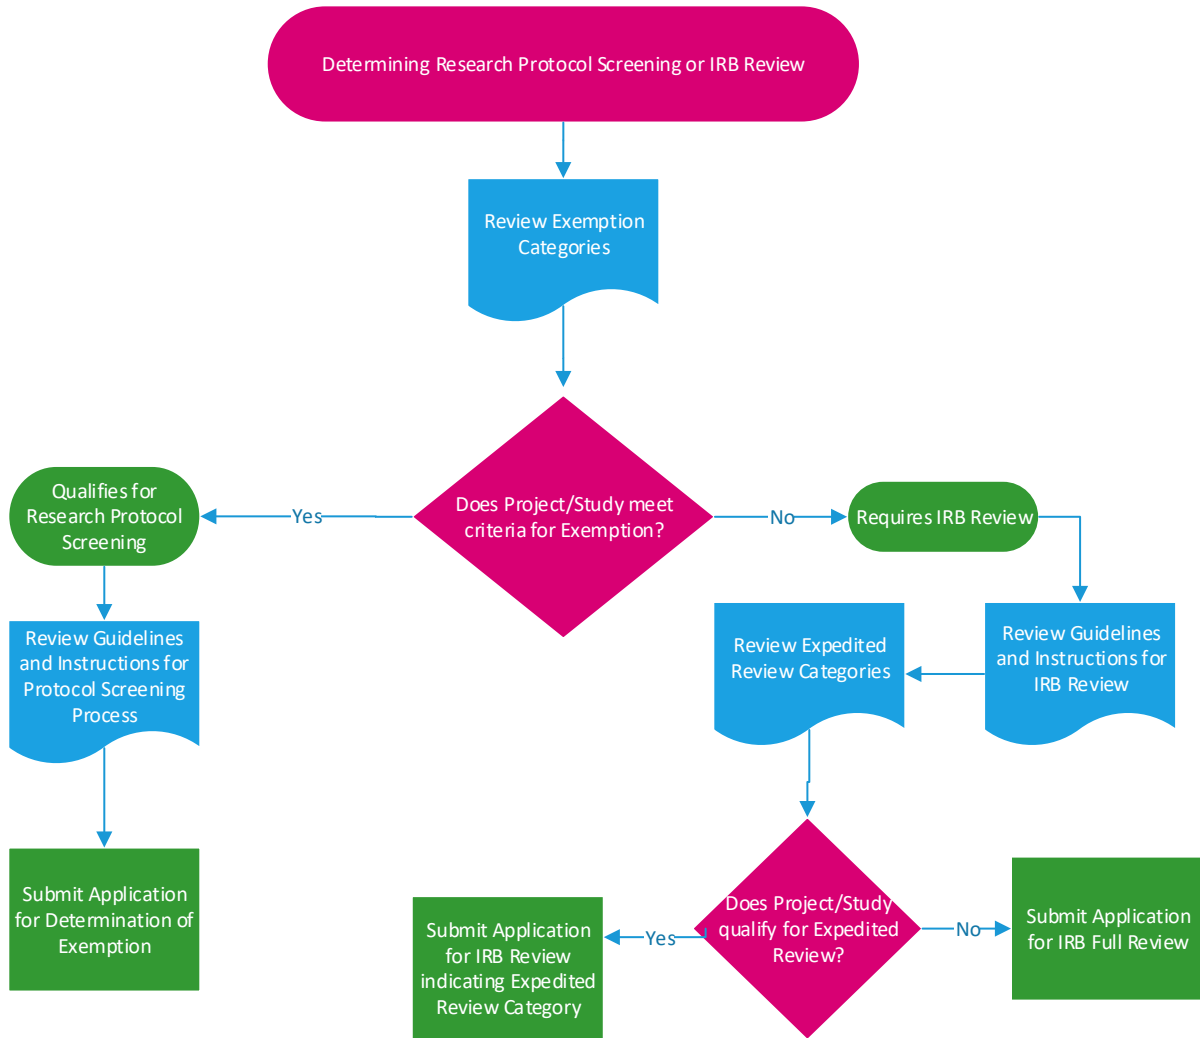 Determining Research Protocol Screening or IRB Review
Review Exemption
Categories
Does Project/Study meet
criteria for Exemption?
Yes
No
Qualifies for
Research Protocol
Screening
Requires IRB Review
Review Guidelines
and Instructions for
Protocol Screening
Process
Review Expedited
Review Categories
Review Guidelines
and Instructions for
IRB Review
Submit Application
for Determination of
Exemption
Does Project/Study
qualify for Expedited
Review?
Yes
No
Submit Application
for IRB Review
indicating Expedited
Review Category
Submit Application
for IRB Full Review